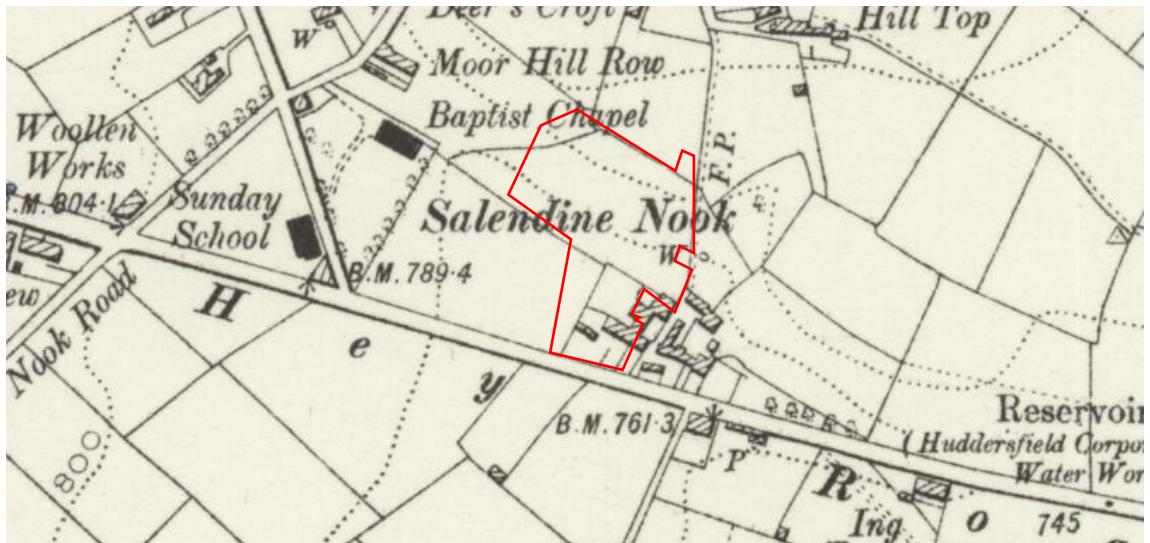 Deer's Croft
Hill Top
W
Moor Hill Row
Baptist Chapel
Woollen
Works
F.P.
B.M. 804·1
Sunday
School
Salendine Nook
W
B.M. 789·4
ew
Nook Road
H e y R o
B.M. 761·3
Reservoir
(Huddersfield Corpo
Water Wor
P
800
Ing
745